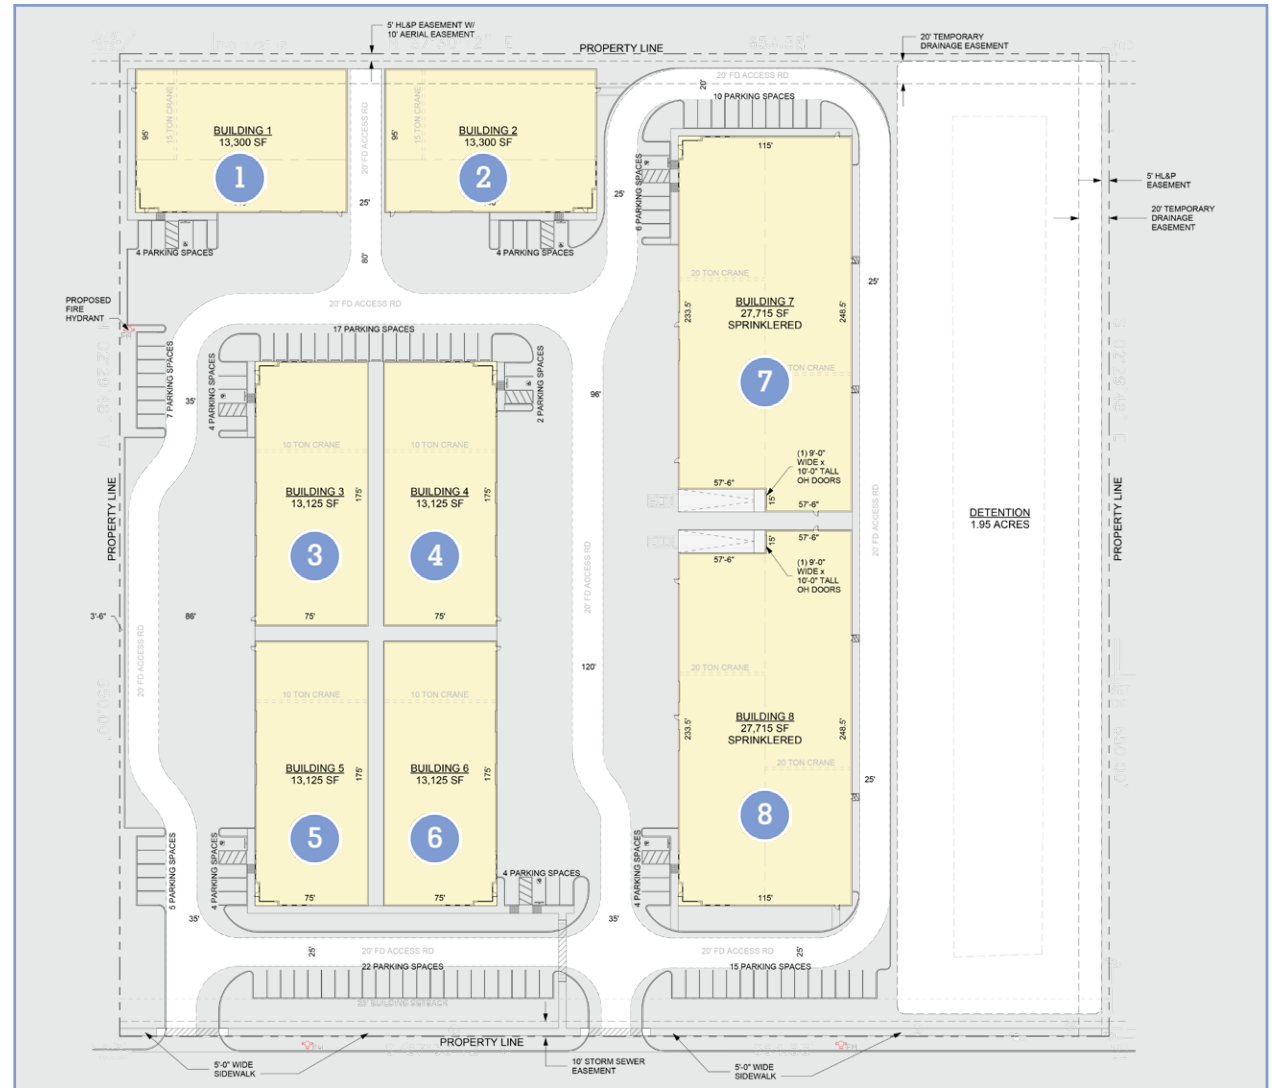 5' HL&P EASEMENT W/
10' AERIAL EASEMENT
PROPERTY LINE
20' TEMPORARY
DRAINAGE EASEMENT
15 TON CRANE
95'
BUILDING 1
13,300 SF
1
20' FD ACCESS RD
25'
80'
15 TON CRANE
95'
BUILDING 2
13,300 SF
2
20' FD ACCESS RD
20'
10 PARKING SPACES
115'
6 PARKING SPACES
25'
5' HL&P
EASEMENT
20' TEMPORARY
DRAINAGE
EASEMENT
4 PARKING SPACES
4 PARKING SPACES
PROPOSED
FIRE
HYDRANT
20' FD ACCESS RD
17 PARKING SPACES
7 PARKING SPACES
4 PARKING SPACES
2 PARKING SPACES
35'
96'
20 TON CRANE
BUILDING 7
27,715 SF
SPRINKLERED
233.5'
248.5'
25'
20 TON CRANE
7
10 TON CRANE
10 TON CRANE
BUILDING 3
13,125 SF
175'
3
75'
BUILDING 4
13,125 SF
175'
4
75'
(1) 9'-0"
WIDE x
10'-0" TALL
OH DOORS
57'-6"
15'
57'-6"
57'-6"
15'
57'-6"
(1) 9'-0"
WIDE x
10'-0" TALL
OH DOORS
20' FD ACCESS RD
DETENTION
1.95 ACRES
PROPERTY LINE
PROPERTY LINE
3'-6"
86'
20' FD ACCESS RD
20' FD ACCESS RD
120'
10 TON CRANE
10 TON CRANE
BUILDING 5
13,125 SF
175'
5
75'
BUILDING 6
13,125 SF
175'
6
75'
20 TON CRANE
BUILDING 8
27,715 SF
SPRINKLERED
233.5'
248.5'
20 TON CRANE
25'
8
115'
5 PARKING SPACES
4 PARKING SPACES
4 PARKING SPACES
4 PARKING SPACES
35'
35'
25'
20' FD ACCESS RD
22 PARKING SPACES
25' BUILDING SETBACK
20' FD ACCESS RD
25'
15 PARKING SPACES
PROPERTY LINE
5'-0" WIDE
SIDEWALK
10' STORM SEWER
EASEMENT
5'-0" WIDE
SIDEWALK